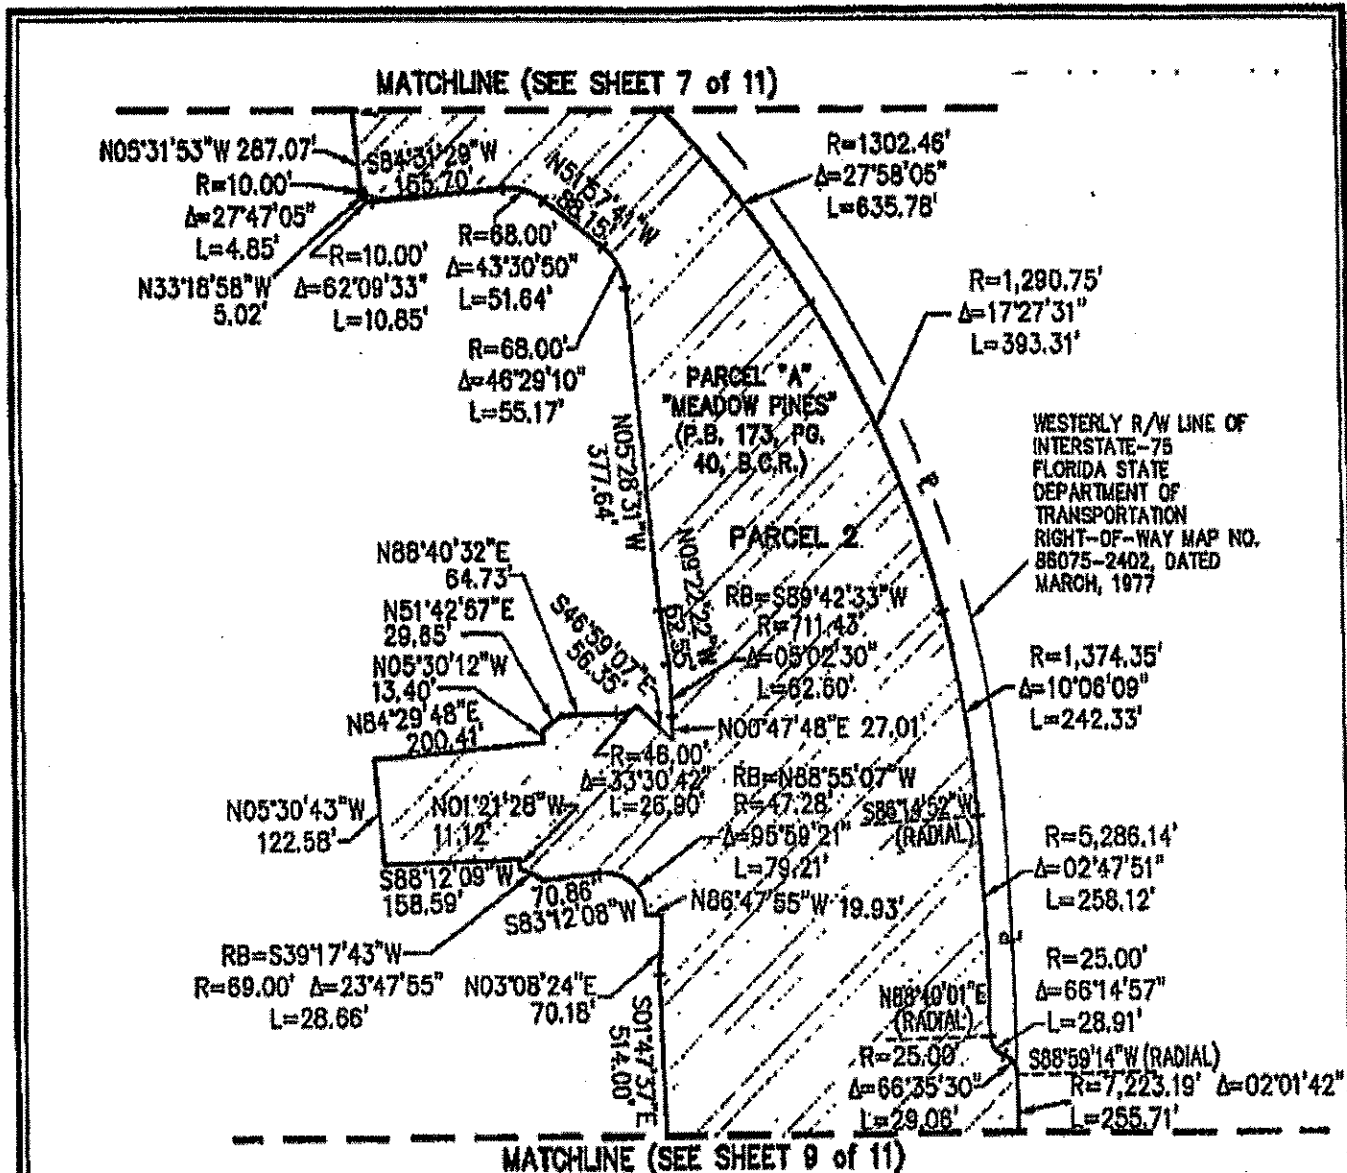 MATCHLINE (SEE SHEET 7 of 11)
N05°31'53"W 287.07'
S84°31'29"W
165.70'
N51°57'41"W
86.15'
R=1302.46'
Δ=27°58'05"
L=635.78'
R=10.00'
Δ=27°47'05"
L=4.85'
N33°18'58"W
5.02'
R=10.00'
Δ=62°09'33"
L=10.85'
R=68.00'
Δ=43°30'50"
L=51.64'
R=1,290.75'
Δ=17°27'31"
L=393.31'
R=68.00'
Δ=46°29'10"
L=55.17'
PARCEL "A"
"MEADOW PINES"
(P.B. 173, PG.
40, B.C.R.)
N05°28'31"W
377.64'
WESTERLY R/W LINE OF
INTERSTATE-75
FLORIDA STATE
DEPARTMENT OF
TRANSPORTATION
RIGHT-OF-WAY MAP NO.
86075-2402, DATED
MARCH, 1977
PARCEL 2
N09°22'22"W
52.55'
N88°40'32"E
64.73'
N51°42'57"E
29.85'
S46°59'07"E
56.35'
N05°30'12"W
13.40'
N84°29'48"E
200.41'
RB=S89°42'33"W
R=711.43'
Δ=05°02'30"
L=62.60'
R=1,374.35'
Δ=10°06'09"
L=242.33'
N00°47'48"E 27.01'
R=46.00'
Δ=33°30'42"
L=26.90'
RB=N88°55'07"W
R=47.28'
Δ=95°59'21"
L=79.21'
S86°14'52"W
(RADIAL)
N05°30'43"W
122.58'
N01°21'28"W
11.12'
R=5,286.14'
Δ=02°47'51"
L=258.12'
S88°12'09"W
158.59'
70.86"
S83°12'08"W
N86°47'55"W 19.93'
RB=S39°17'43"W
R=69.00' Δ=23°47'55"
L=28.66'
N03°08'24"E
70.18'
S01°47'57"E
514.00'
R=25.00'
Δ=66°14'57"
L=28.91'
N88°40'01"E
(RADIAL)
S88°59'14"W (RADIAL)
R=25.00'
Δ=66°35'30"
L=29.06'
R=7,223.19' Δ=02°01'42"
L=255.71'
MATCHLINE (SEE SHEET 9 of 11)